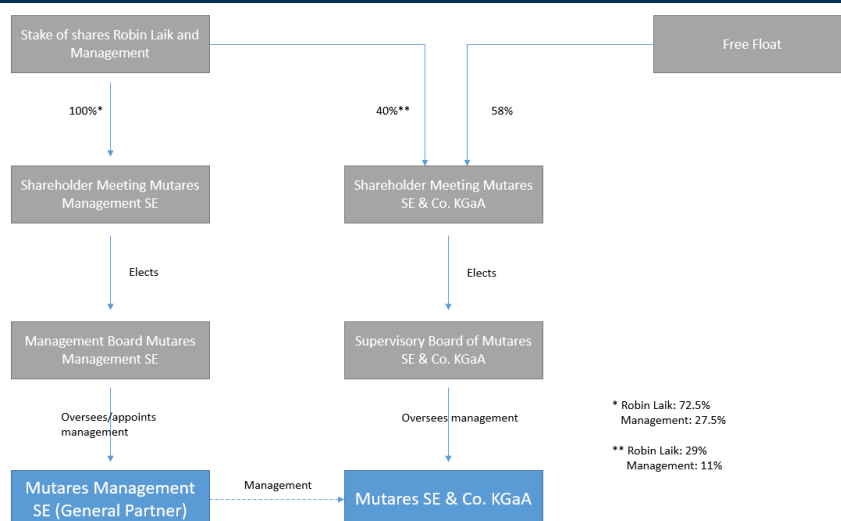 Stake of shares Robin Laik and
Management
Free Float
100%*
40%**
58%
Shareholder Meeting Mutares
Management SE
Shareholder Meeting Mutares
SE & Co. KGaA
Elects
Elects
Management Board Mutares
Management SE
Supervisory Board of Mutares
SE & Co. KGaA
Oversees/appoints
management
Oversees management
* Robin Laik: 72.5%
Management: 27.5%
** Robin Laik: 29%
Management: 11%
Mutares Management
SE (General Partner)
Management
Mutares SE & Co. KGaA